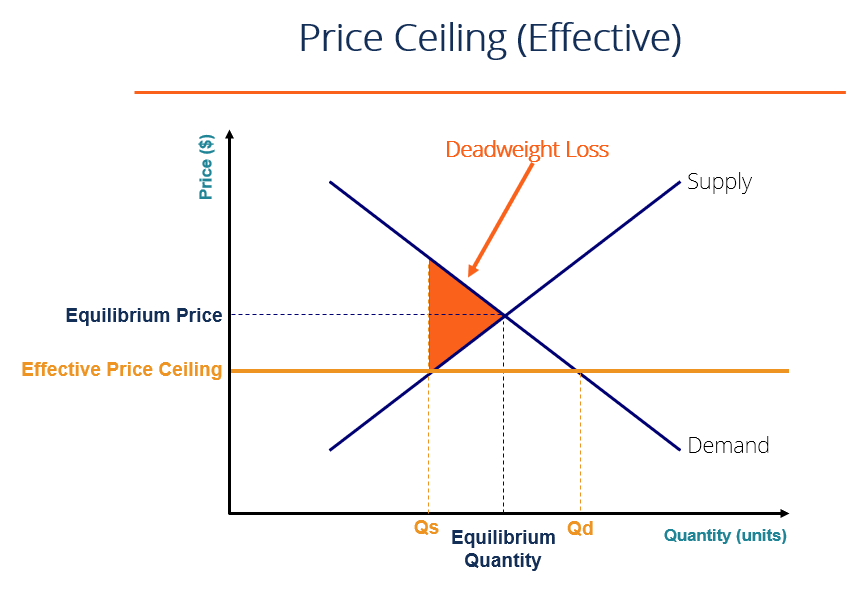 Price Ceiling (Effective)
Price ($)
Deadweight Loss
Supply
Equilibrium Price
Effective Price Ceiling
Demand
Qs
Equilibrium
Quantity
Qd
Quantity (units)